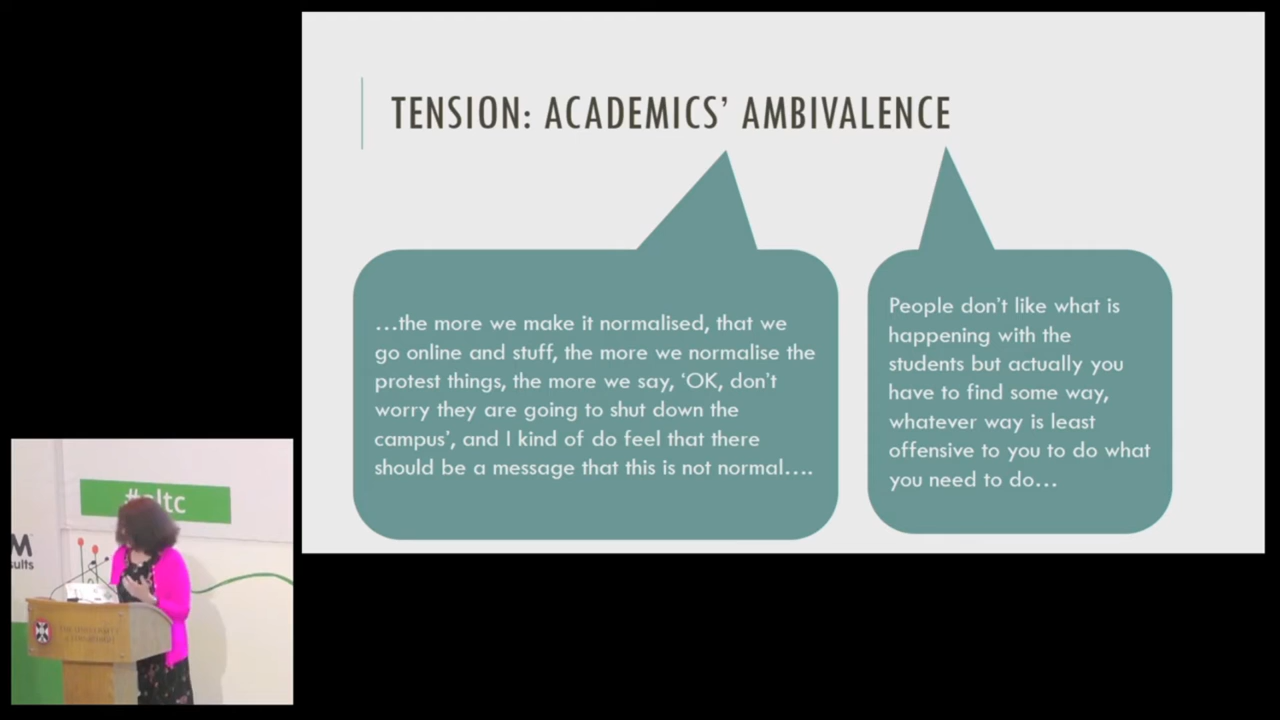 TENSION: ACADEMICS’ AMBIVALENCE
…the more we make it normalised, that we
go online and stuff, the more we normalise the
protest things, the more we say, ‘OK, don’t
worry they are going to shut down the
campus’, and I kind of do feel that there
should be a message that this is not normal….
People don’t like what is
happening with the
students but actually you
have to find some way,
whatever way is least
offensive to you to do what
you need to do…